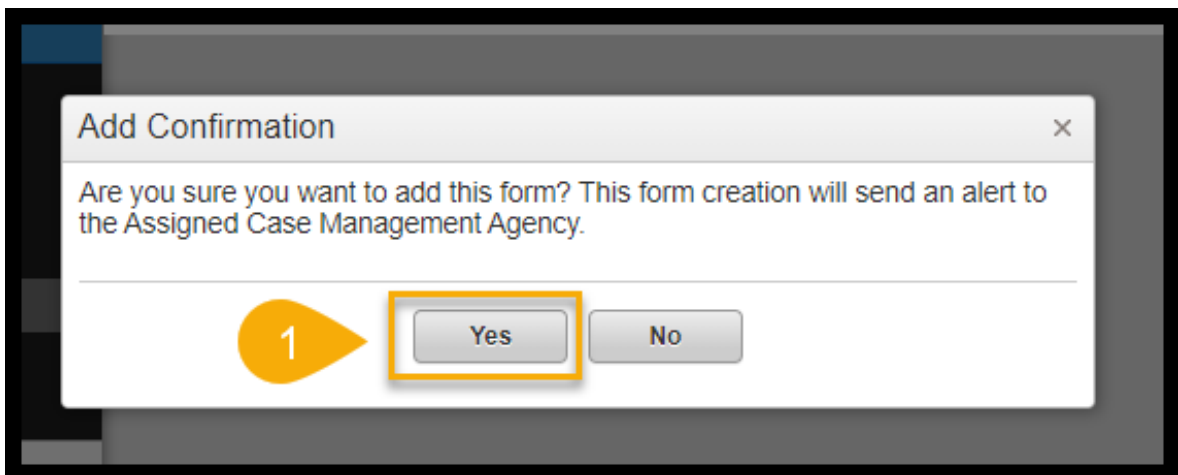 Add Confirmation ×
Are you sure you want to add this form? This form creation will send an alert to
the Assigned Case Management Agency.
1 Yes No